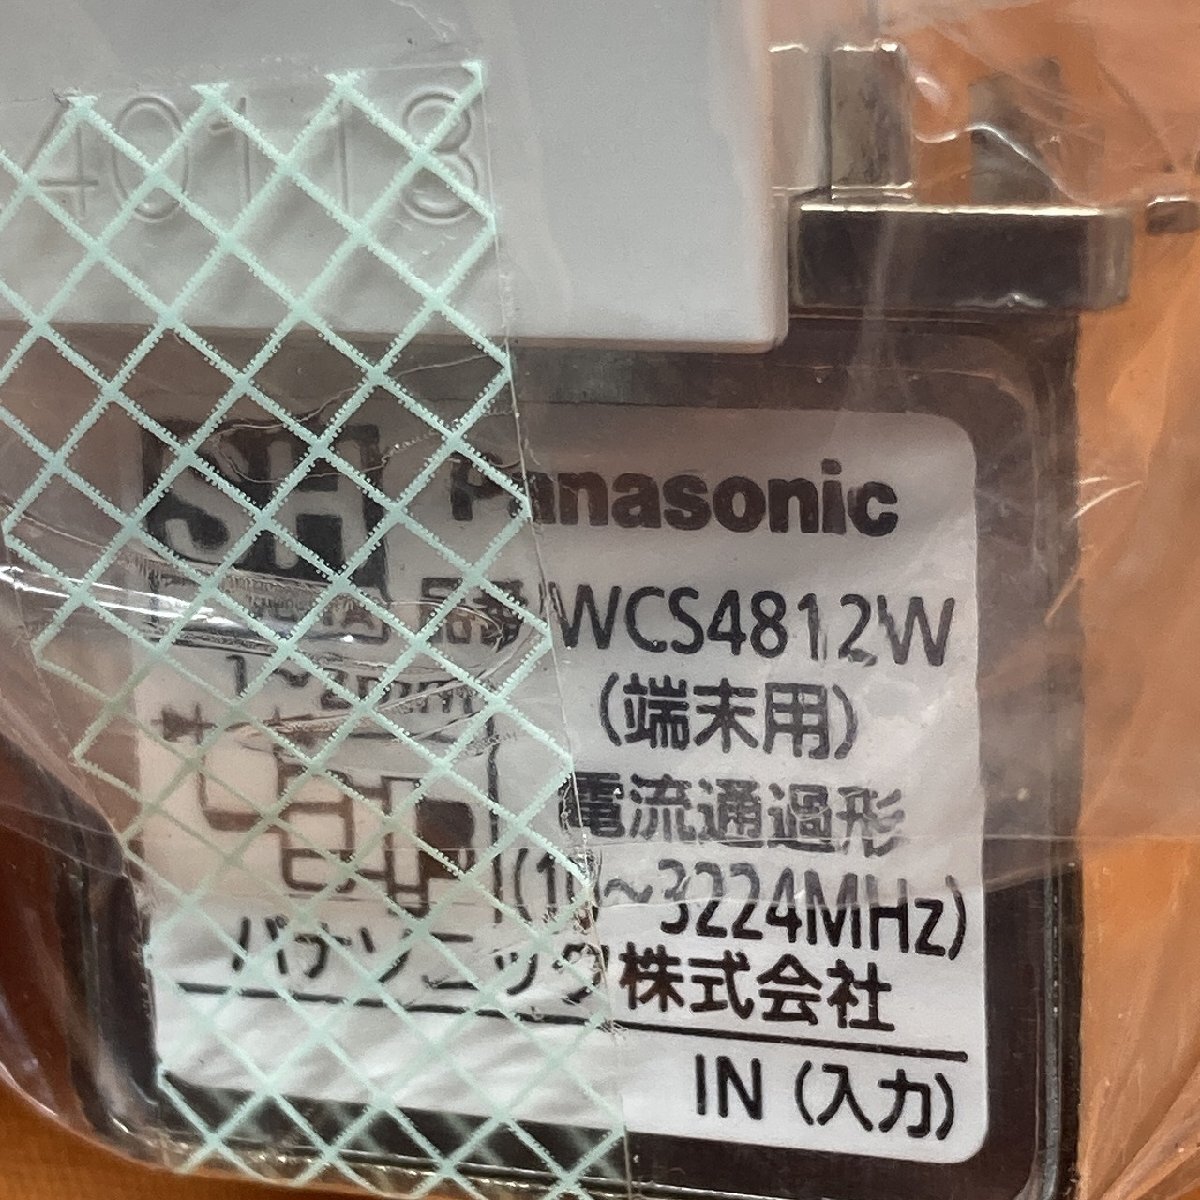 40113
SH
Panasonic
品番 WCS4812W
(端末用)
電流通過形
(10～3224MHz)
パナソニック株式会社
IN (入力)